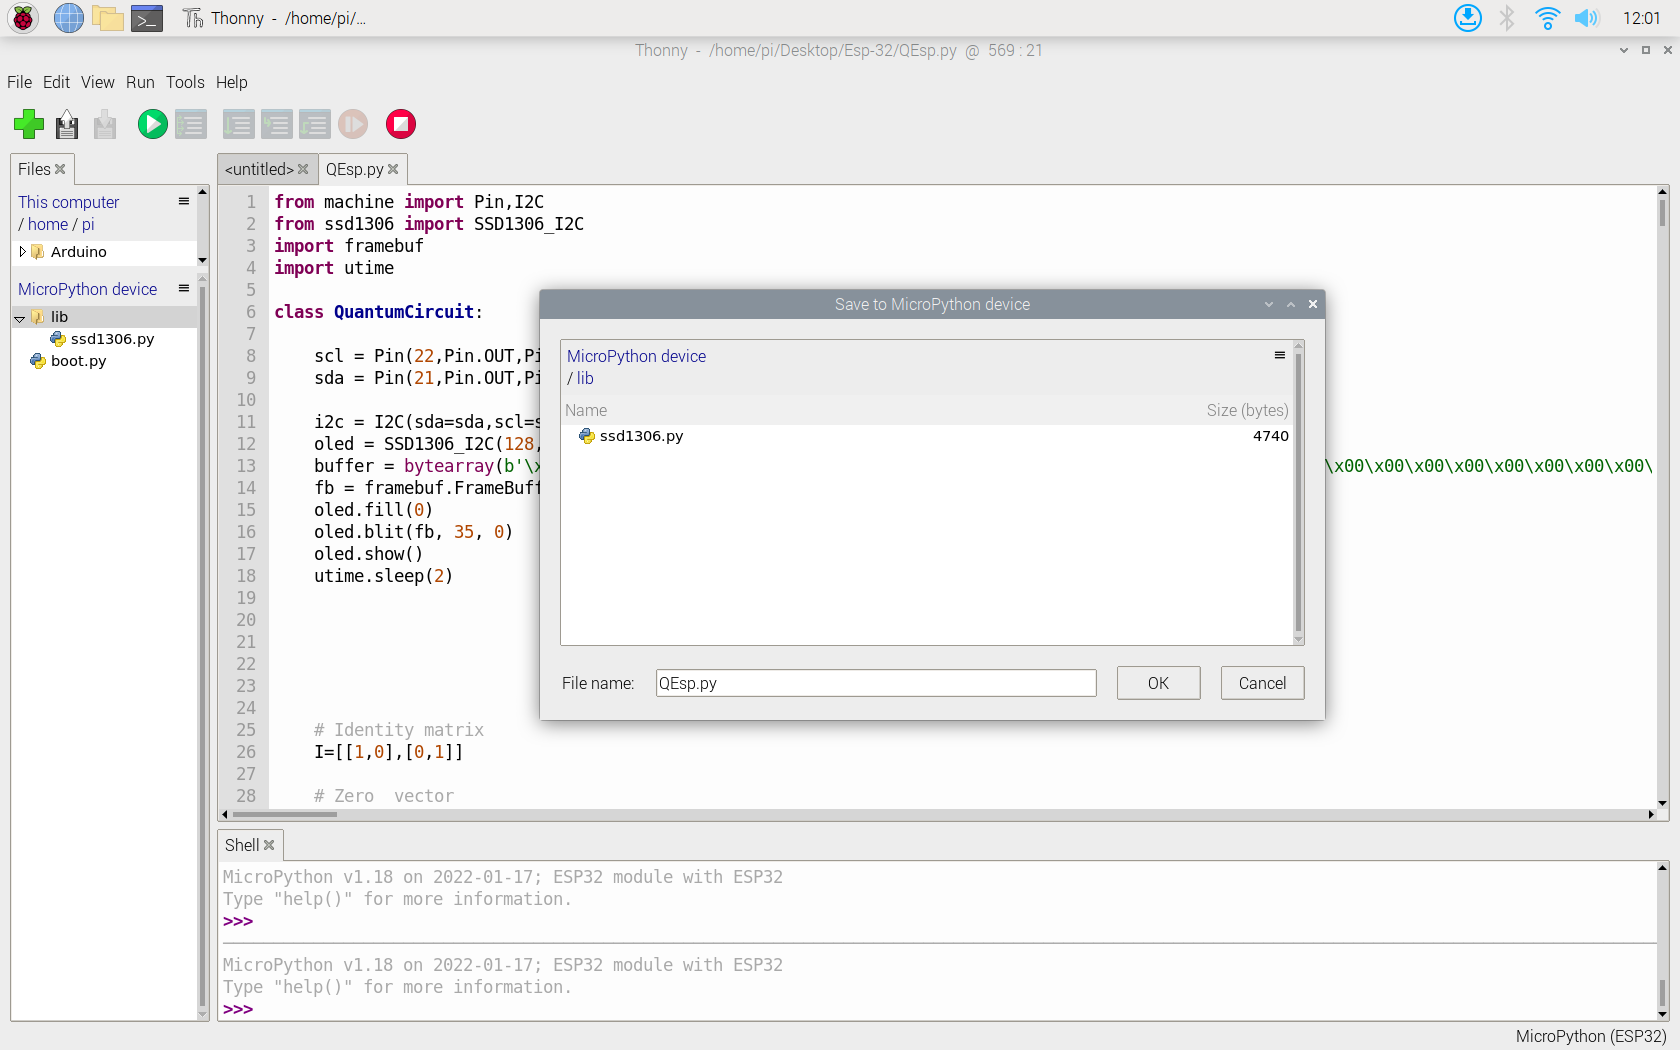 Thonny - /home/pi/...
12:01
Thonny - /home/pi/Desktop/Esp-32/QEsp.py @ 569 : 21
File Edit View Run Tools Help
Files
This computer
/ home / pi
Arduino
MicroPython device
lib
ssd1306.py
boot.py
<untitled> QEsp.py
1 from machine import Pin,I2C
2 from ssd1306 import SSD1306_I2C
3 import framebuf
4 import utime
5
6 class QuantumCircuit:
7
8 scl = Pin(22,Pin.OUT,Pi
9 sda = Pin(21,Pin.OUT,Pi
10
11 i2c = I2C(sda=sda,scl=s
12 oled = SSD1306_I2C(128,
13 buffer = bytearray(b'\x \x00\x00\x00\x00\x00\x00\x00\x00\
14 fb = framebuf.FrameBuff
15 oled.fill(0)
16 oled.blit(fb, 35, 0)
17 oled.show()
18 utime.sleep(2)
19
20
21
22
23
24
25 # Identity matrix
26 I=[[1,0],[0,1]]
27
28 # Zero vector
Save to MicroPython device
MicroPython device
/ lib
Name Size (bytes)
ssd1306.py 4740
File name: QEsp.py OK Cancel
Shell
MicroPython v1.18 on 2022-01-17; ESP32 module with ESP32
Type "help()" for more information.
>>>
MicroPython v1.18 on 2022-01-17; ESP32 module with ESP32
Type "help()" for more information.
>>>
MicroPython (ESP32)